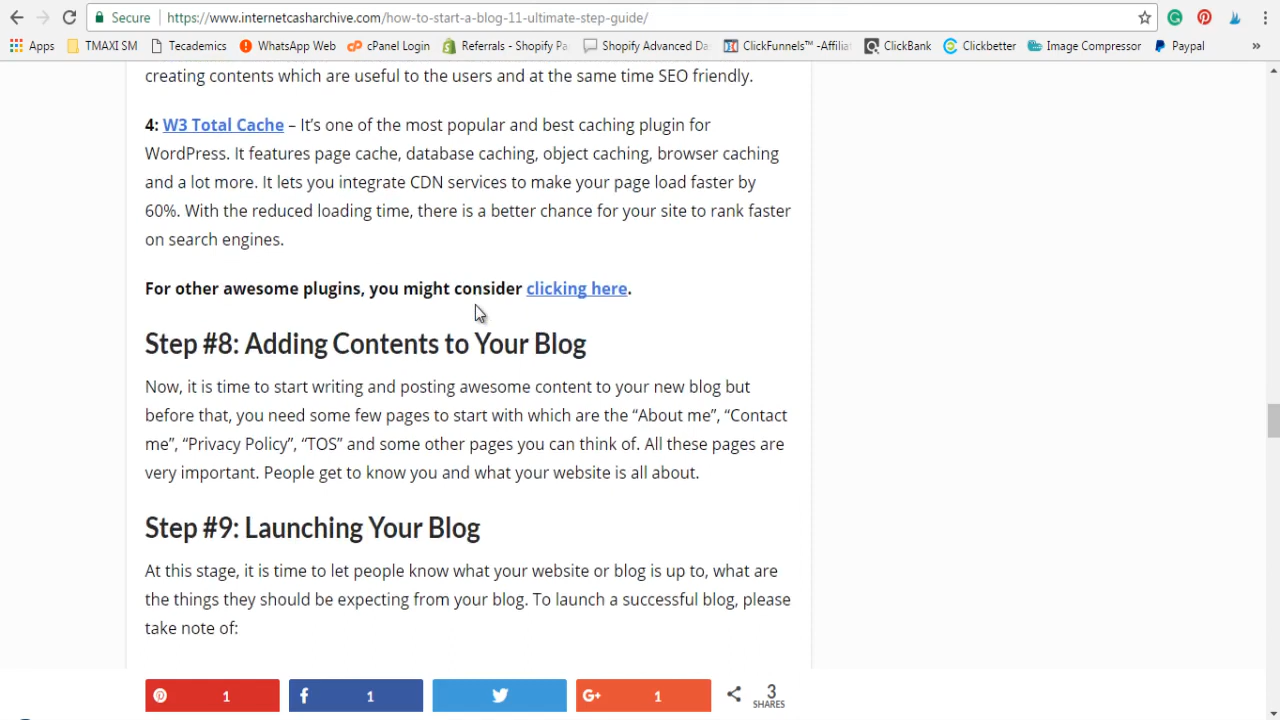 Secure
https://www.internetcasharchive.com/how-to-start-a-blog-11-ultimate-step-guide/
Apps TMAXI SM Tecademics WhatsApp Web cPanel Login Referrals - Shopify Pa Shopify Advanced Da ClickFunnels™ -Affilia ClickBank Clickbetter Image Compressor Paypal »
creating contents which are useful to the users and at the same time SEO friendly.
4: W3 Total Cache – It’s one of the most popular and best caching plugin for
WordPress. It features page cache, database caching, object caching, browser caching
and a lot more. It lets you integrate CDN services to make your page load faster by
60%. With the reduced loading time, there is a better chance for your site to rank faster
on search engines.
For other awesome plugins, you might consider clicking here.
Step #8: Adding Contents to Your Blog
Now, it is time to start writing and posting awesome content to your new blog but
before that, you need some few pages to start with which are the “About me”, “Contact
me”, “Privacy Policy”, “TOS” and some other pages you can think of. All these pages are
very important. People get to know you and what your website is all about.
Step #9: Launching Your Blog
At this stage, it is time to let people know what your website or blog is up to, what are
the things they should be expecting from your blog. To launch a successful blog, please
take note of:
1 1 G+ 1 3
SHARES